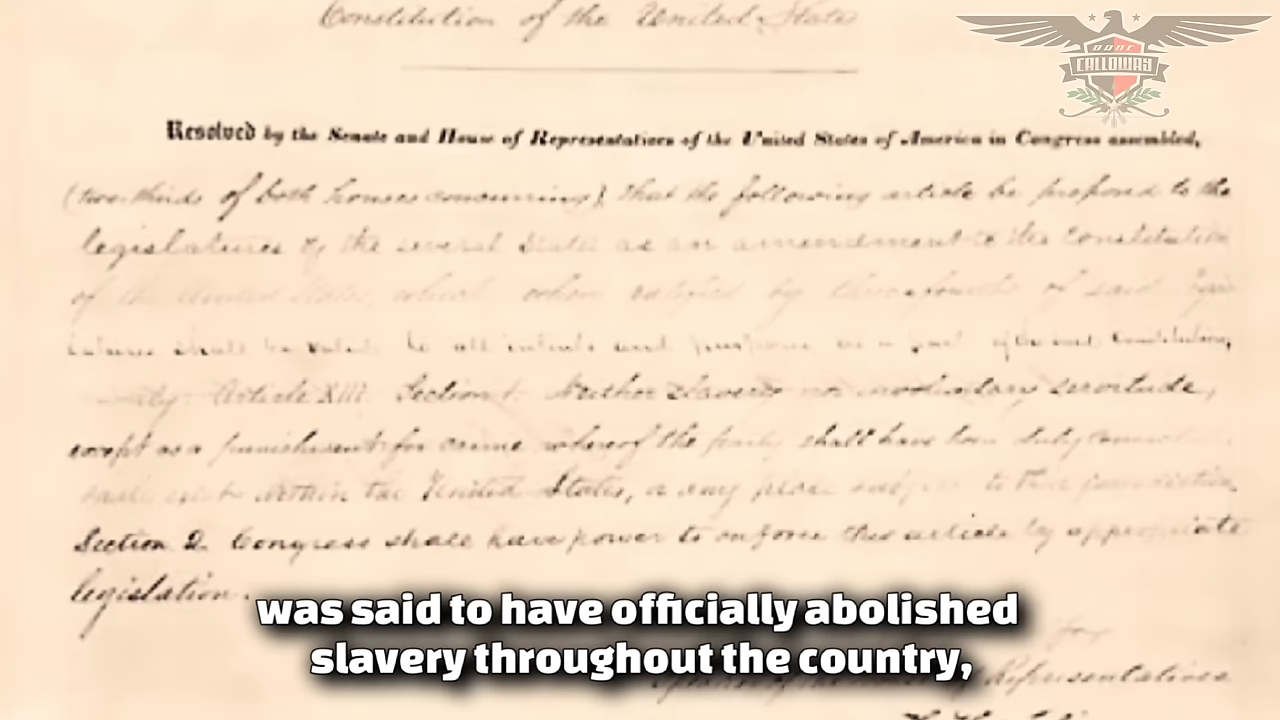 Constitution of the United States
DONT
CALLOWAY
Resolved by the Senate and House of Representatives of the United States of America in Congress assembled,
(two-thirds of both houses concurring), that the following article be proposed to the
legislatures of the several States as an amendment to the Constitution
of the United States, which when ratified by three-fourths of said
shall be valid, to all intents and purposes as a part of the said Constitution,
Article XIII. Section 1. Neither slavery nor involuntary servitude,
except as a punishment for crime whereof the party shall have been duly
within the United States, or any place subject to their jurisdiction
Section 2. Congress shall have power to enforce this article by appropriate
legislation.
was said to have officially abolished
slavery throughout the country,
Representatives